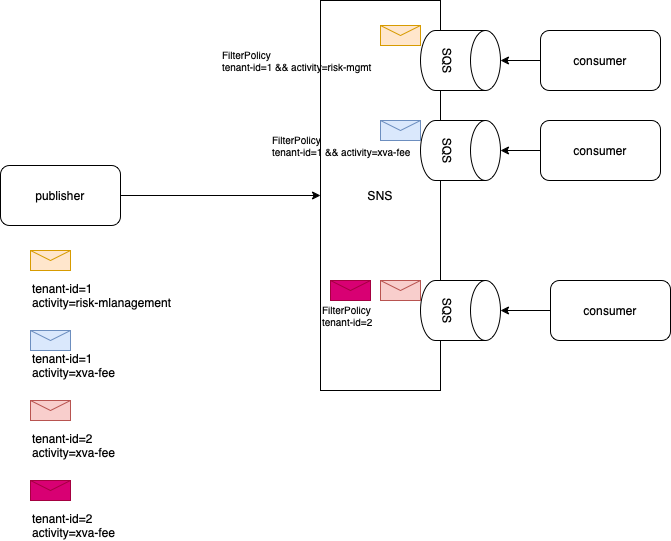 FilterPolicy
tenant-id=1 && activity=risk-mgmt
SQS
consumer
FilterPolicy
tenant-id=1 && activity=xva-fee
SQS
consumer
publisher
SNS
tenant-id=1
activity=risk-mlanagement
FilterPolicy
tenant-id=2
SQS
consumer
tenant-id=1
activity=xva-fee
tenant-id=2
activity=xva-fee
tenant-id=2
activity=xva-fee